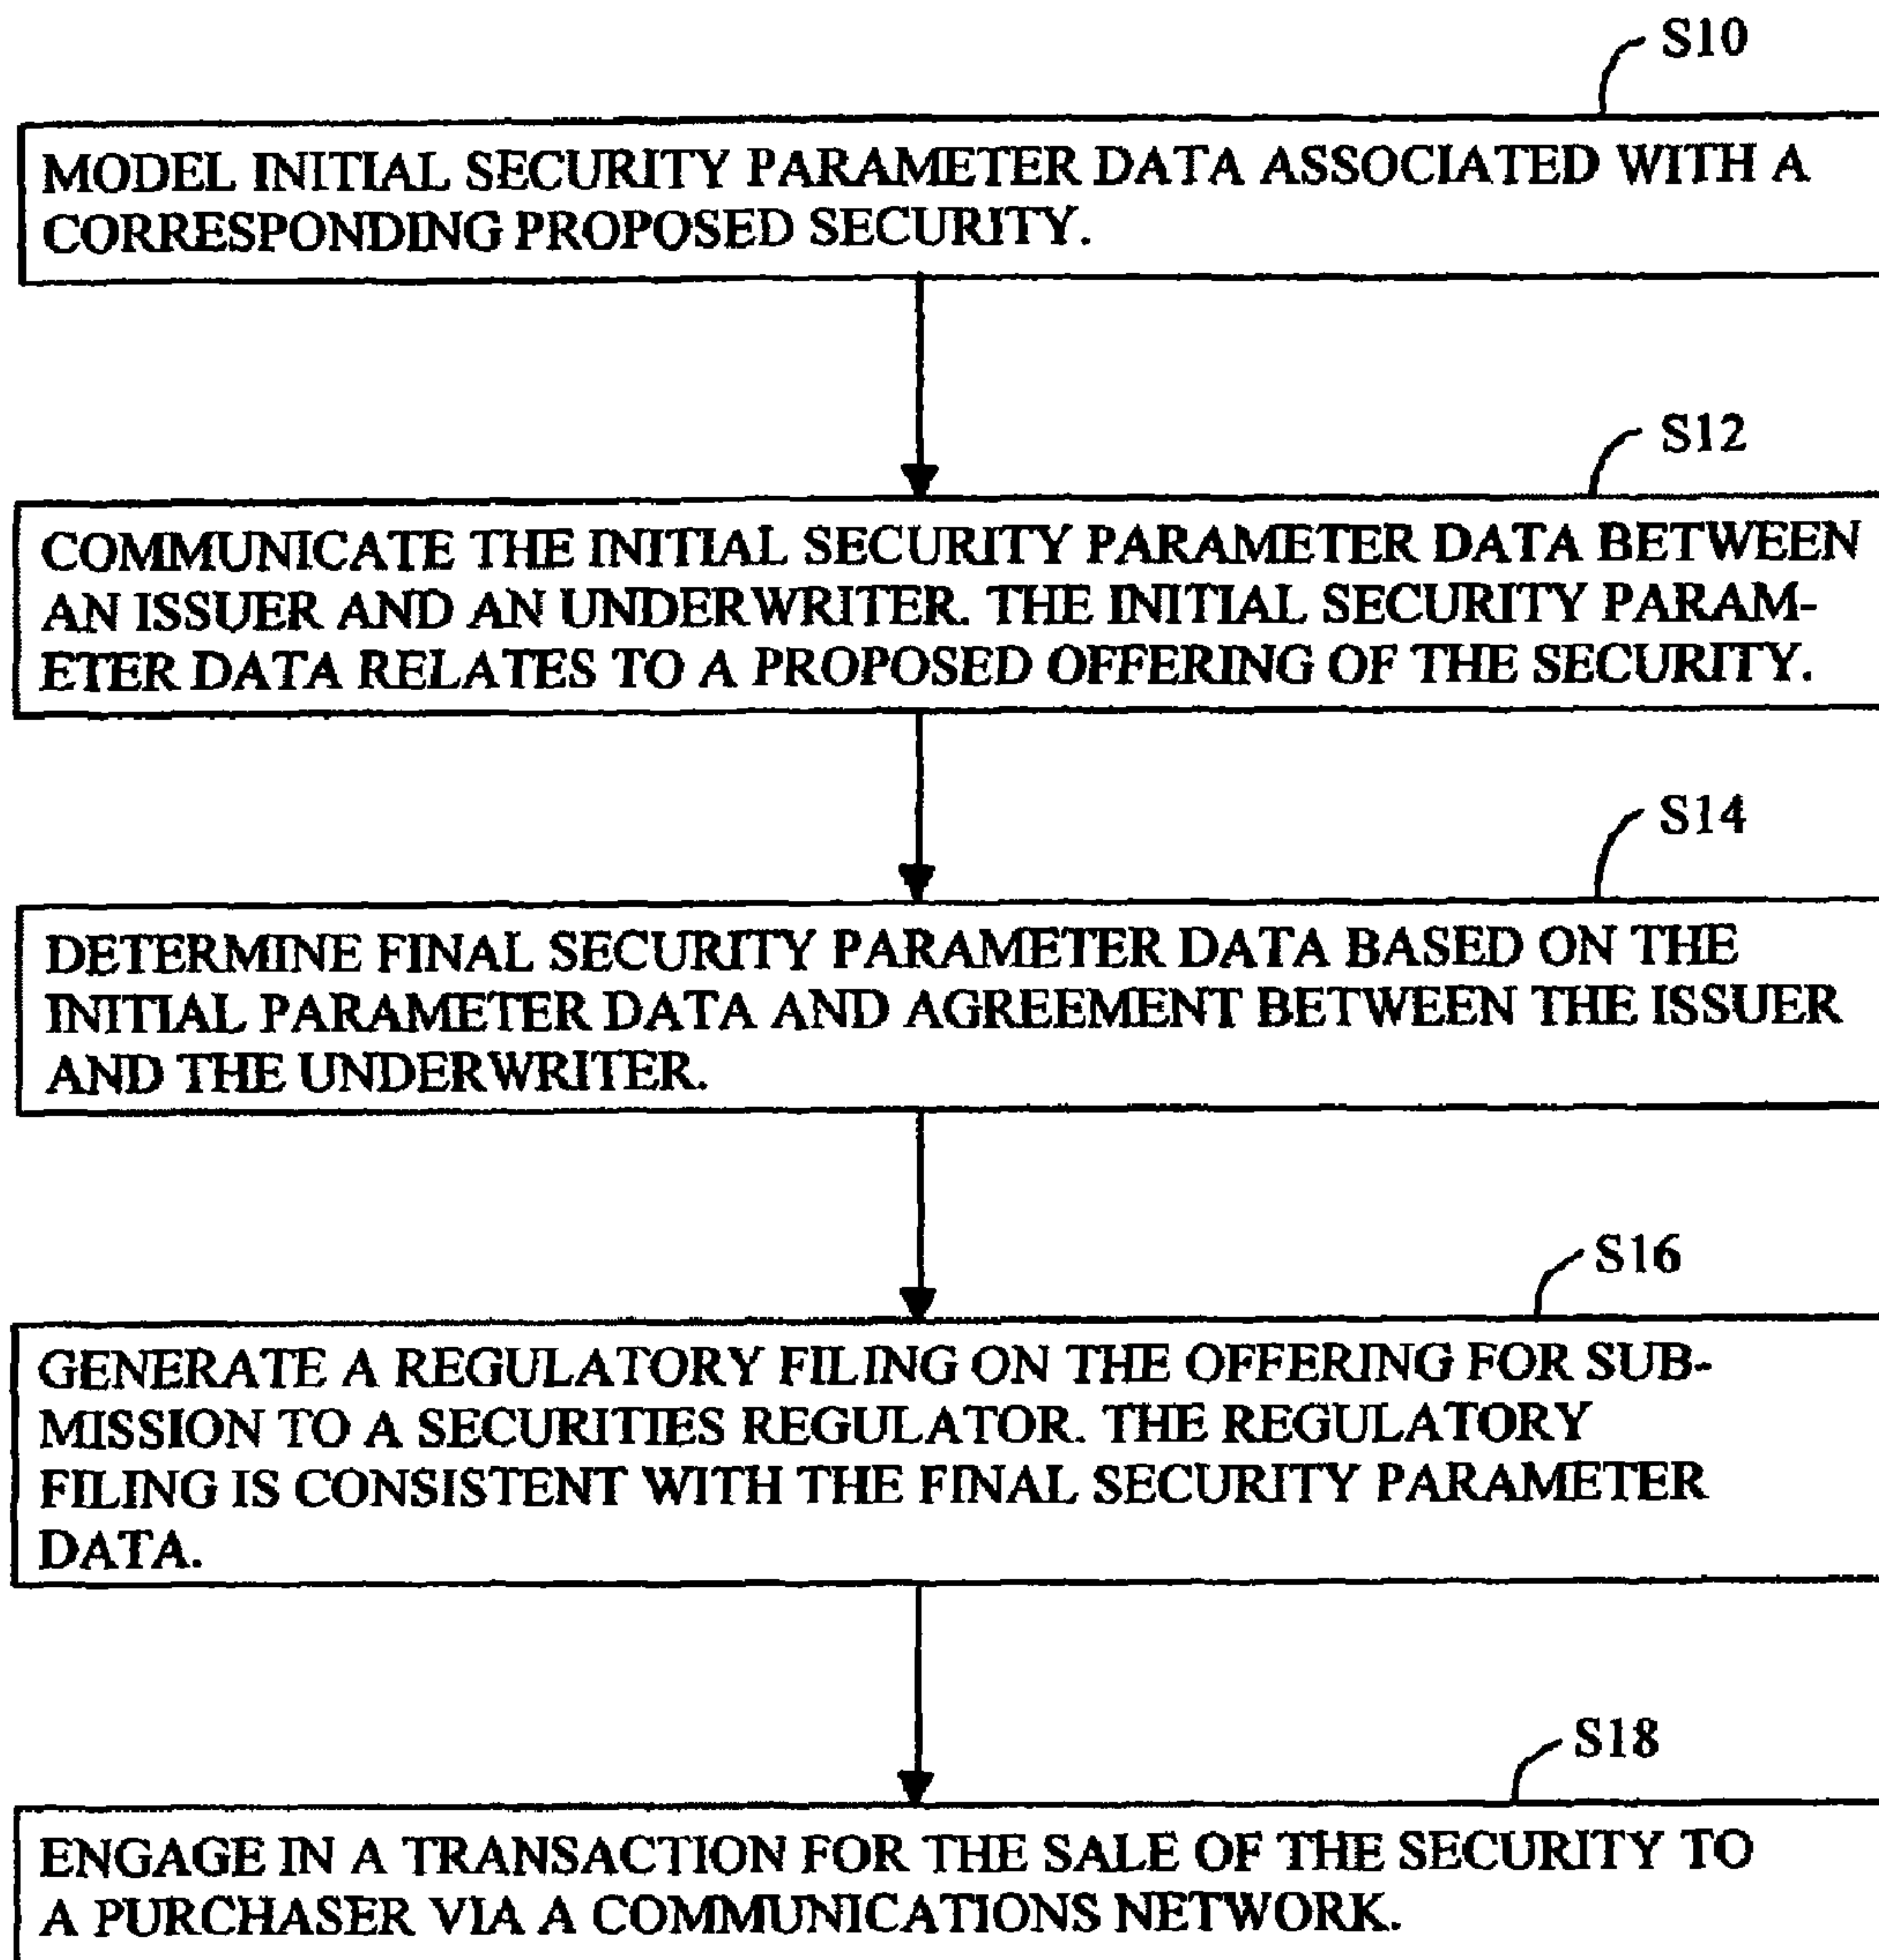 S10
MODEL INITIAL SECURITY PARAMETER DATA ASSOCIATED WITH A
CORRESPONDING PROPOSED SECURITY.
S12
COMMUNICATE THE INITIAL SECURITY PARAMETER DATA BETWEEN
AN ISSUER AND AN UNDERWRITER. THE INITIAL SECURITY PARAM-
ETER DATA RELATES TO A PROPOSED OFFERING OF THE SECURITY.
S14
DETERMINE FINAL SECURITY PARAMETER DATA BASED ON THE
INITIAL PARAMETER DATA AND AGREEMENT BETWEEN THE ISSUER
AND THE UNDERWRITER.
S16
GENERATE A REGULATORY FILING ON THE OFFERING FOR SUB-
MISSION TO A SECURITIES REGULATOR. THE REGULATORY
FILING IS CONSISTENT WITH THE FINAL SECURITY PARAMETER
DATA.
S18
ENGAGE IN A TRANSACTION FOR THE SALE OF THE SECURITY TO
A PURCHASER VIA A COMMUNICATIONS NETWORK.